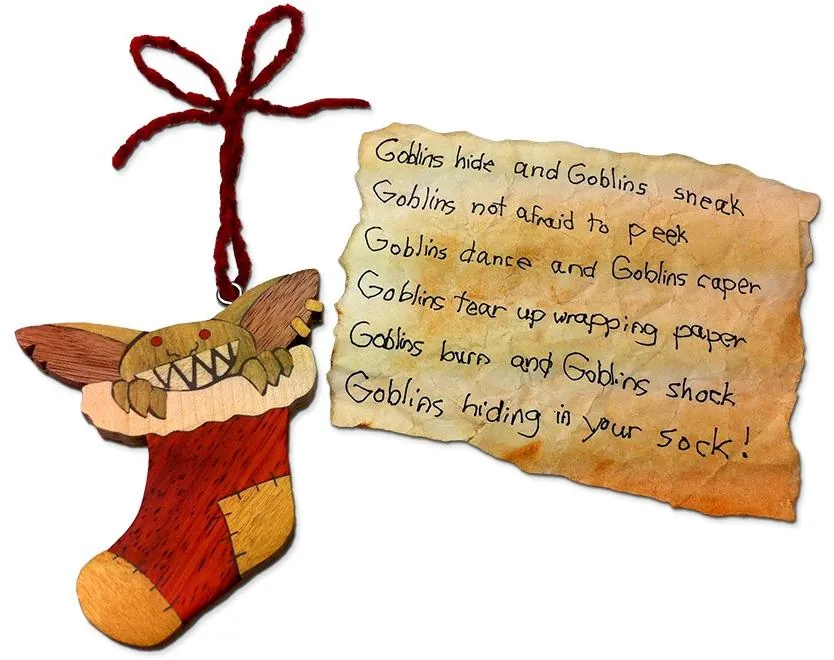 Goblins hide and Goblins sneak
Goblins not afraid to peek
Goblins dance and Goblins caper
Goblins tear up wrapping paper
Goblins burn and Goblins shock
Goblins hiding in your sock!